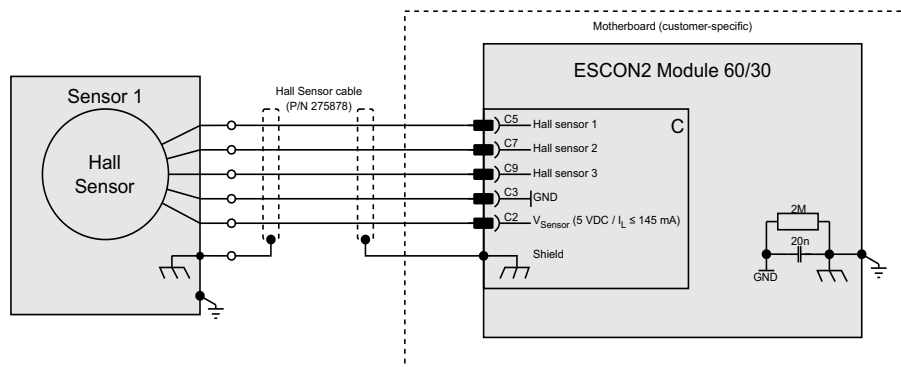 Motherboard (customer-specific)
ESCON2 Module 60/30
Sensor 1
Hall Sensor cable
(P/N 275878)
Hall
Sensor
C
C5
Hall sensor 1
C7
Hall sensor 2
C9
Hall sensor 3
C3
GND
C2
VSensor (5 VDC / IL ≤ 145 mA)
Shield
2M
20n
GND